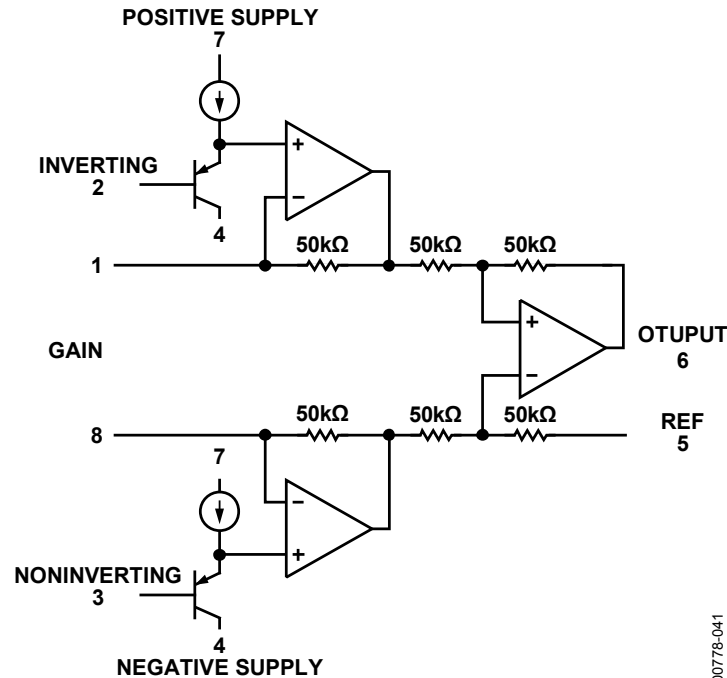 POSITIVE SUPPLY
7
INVERTING
2
4
50kΩ 50kΩ 50kΩ
1
+
−
+
−
GAIN
OTUPUT
6
50kΩ 50kΩ 50kΩ
8
REF
5
7
−
+
NONINVERTING
3
4
NEGATIVE SUPPLY
00778-041